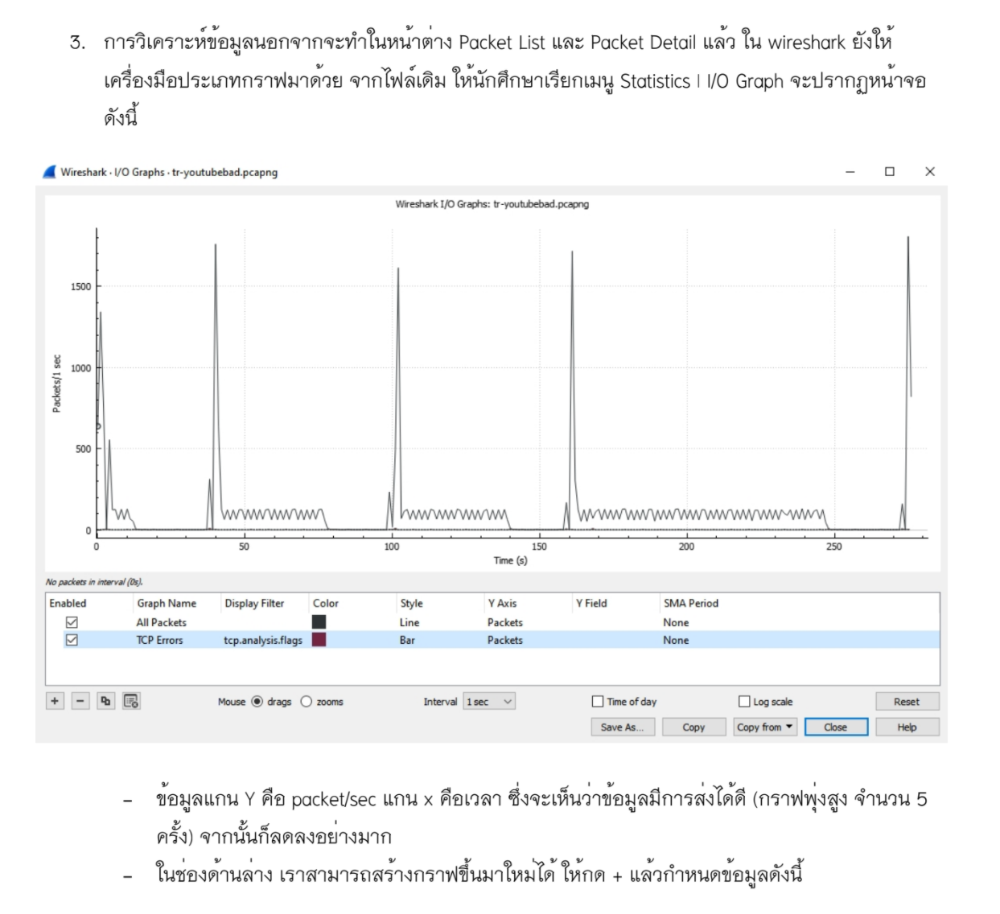 3. การวิเคราะห์ข้อมูลนอกจากจะทำในหน้าต่าง Packet List และ Packet Detail แล้ว ใน wireshark ยังให้
เครื่องมือประเภทกราฟมาด้วย จากไฟล์เดิม ให้นักศึกษาเรียกเมนู Statistics | I/O Graph จะปรากฏหน้าจอ
ดังนี้
Wireshark · I/O Graphs · tr-youtubebad.pcapng
Wireshark I/O Graphs: tr-youtubebad.pcapng
Packets/1 sec
1500
1000
500
0
0 50 100 150 200 250
Time (s)
No packets in interval (0s).
Enabled Graph Name Display Filter Color Style Y Axis Y Field SMA Period
All Packets Line Packets None
TCP Errors tcp.analysis.flags Bar Packets None
+ − Mouse drags zooms Interval 1 sec Time of day Log scale Reset
Save As... Copy Copy from Close Help
- ข้อมูลแกน Y คือ packet/sec แกน x คือเวลา ซึ่งจะเห็นว่าข้อมูลมีการส่งได้ดี (กราฟพุ่งสูง จำนวน 5
ครั้ง) จากนั้นก็ลดลงอย่างมาก
- ในช่องด้านล่าง เราสามารถสร้างกราฟขึ้นมาใหม่ได้ ให้กด + แล้วกำหนดข้อมูลดังนี้